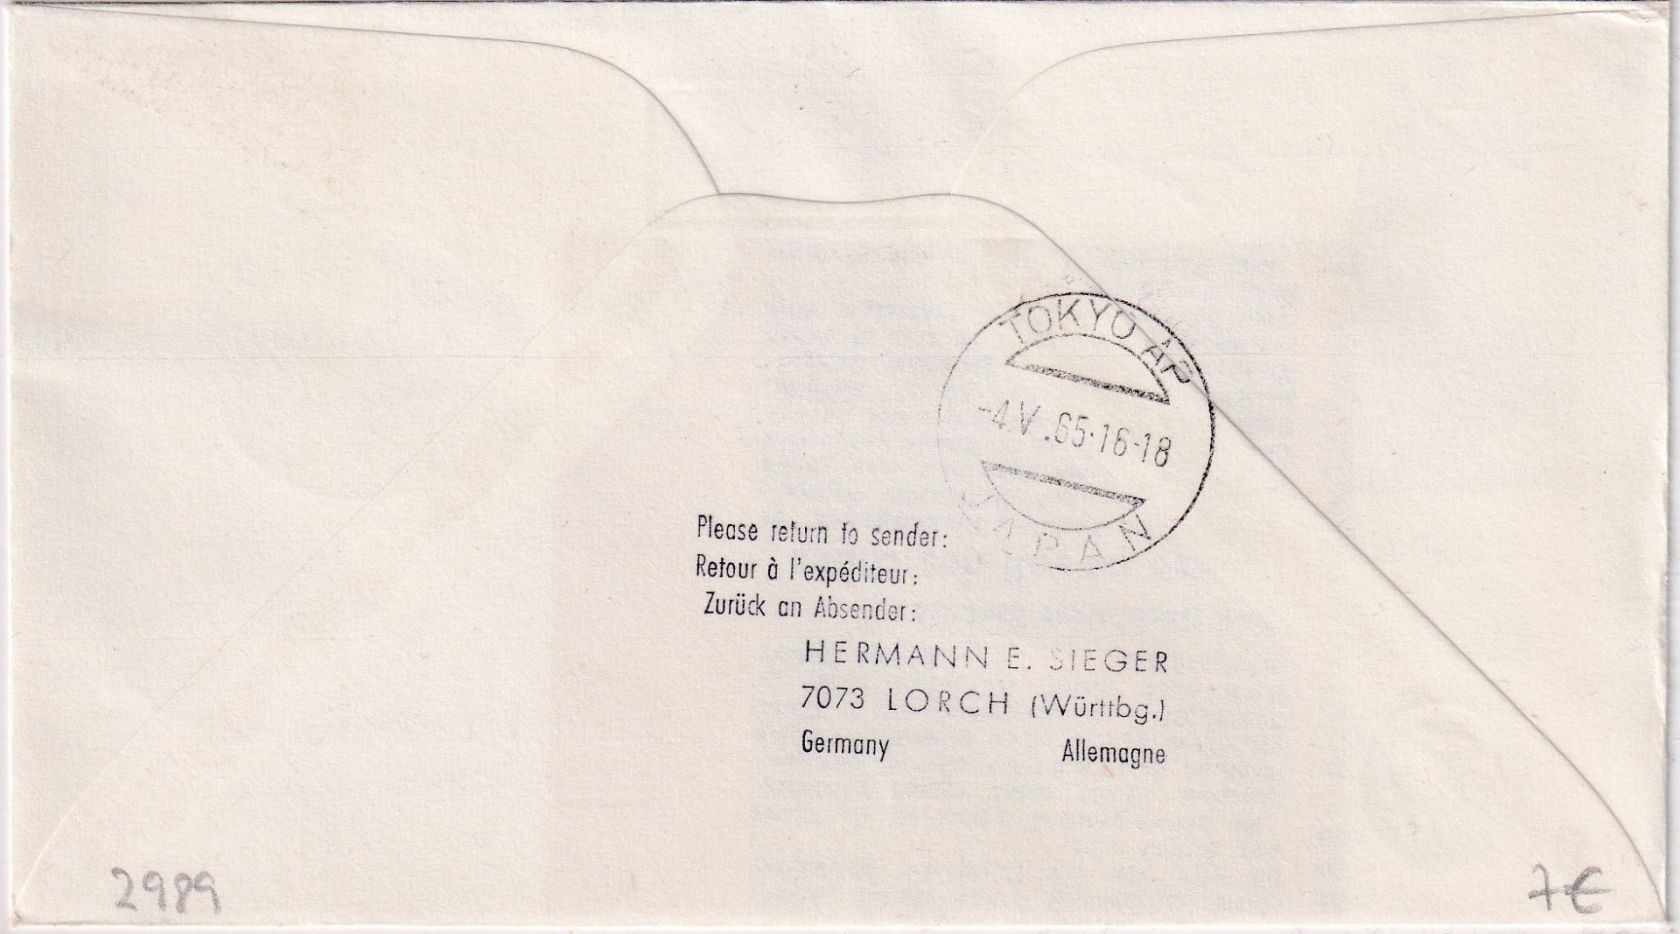 TOKYO AP
-4.V.65.16-18
JAPAN
Please return to sender:
Retour à l'expéditeur:
Zurück an Absender:
HERMANN E. SIEGER
7073 LORCH (Württbg.)
Germany Allemagne
2989
7€